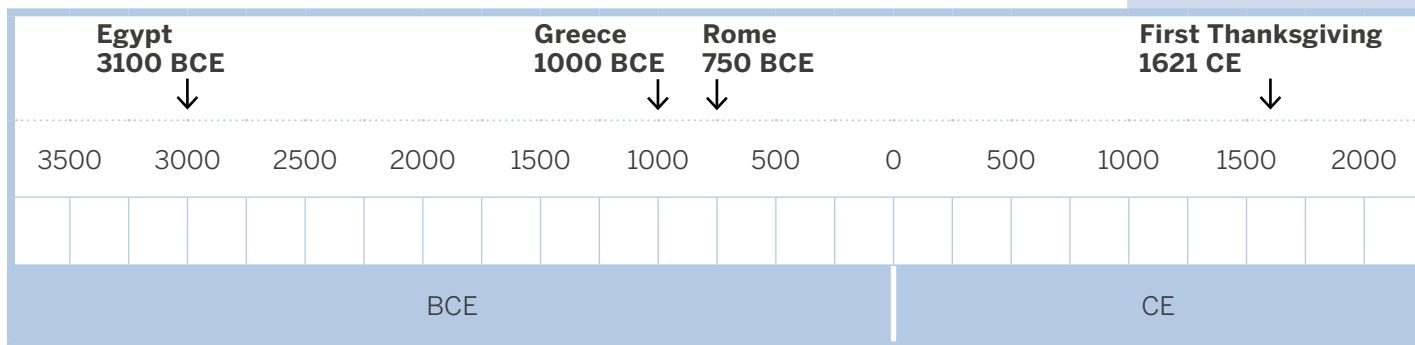 Egypt
3100 BCE
Greece
1000 BCE
Rome
750 BCE
First Thanksgiving
1621 CE
3500 3000 2500 2000 1500 1000 500 0 500 1000 1500 2000
BCE CE